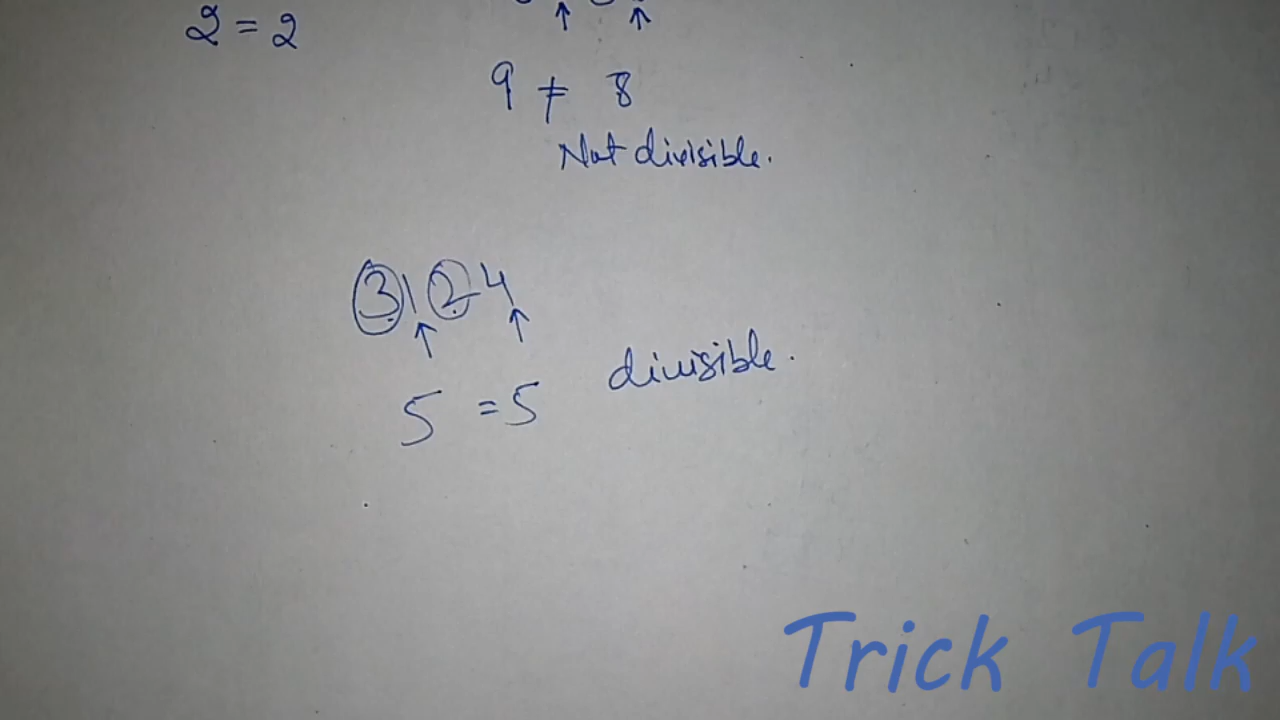 2 = 2
9 ≠ 8
Not divisible.
3124
5 = 5
divisible.
Trick Talk